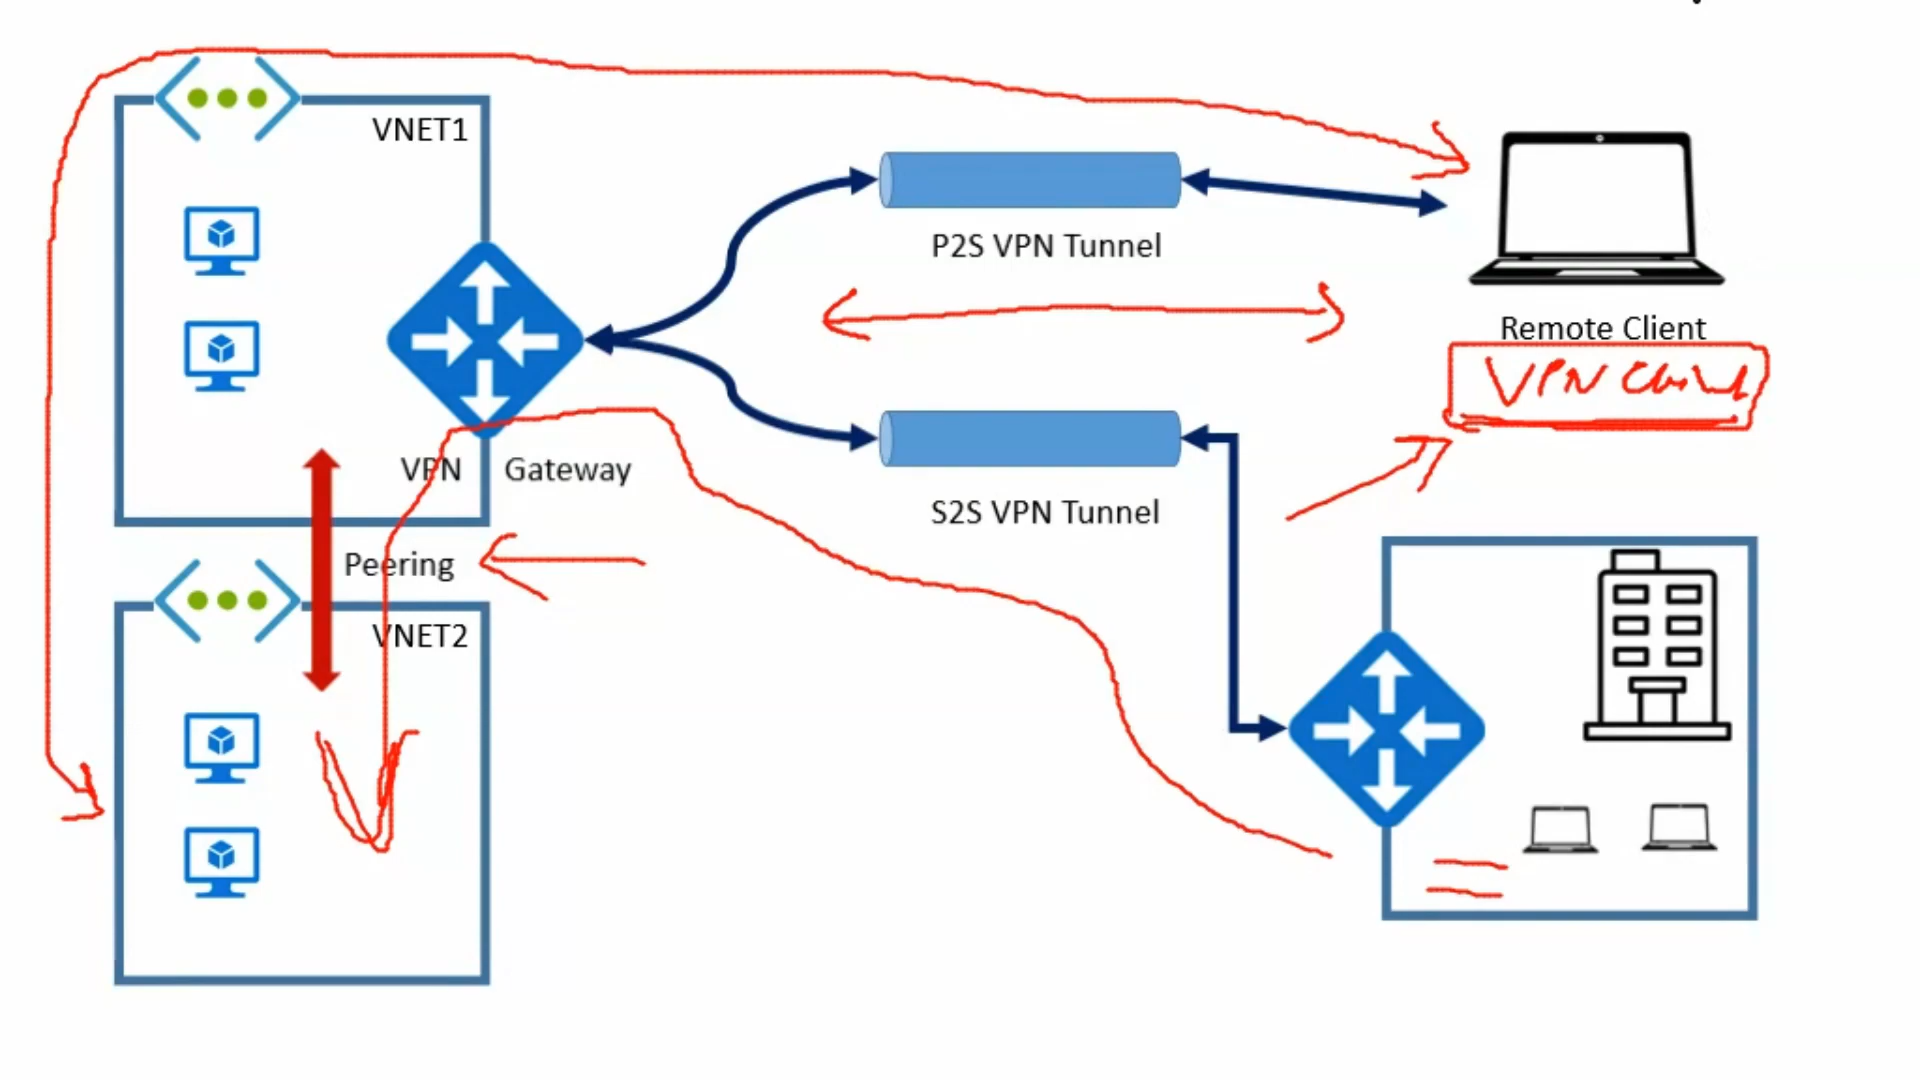 VNET1
P2S VPN Tunnel
Remote Client
VPN Client
VPN Gateway
S2S VPN Tunnel
Peering
VNET2